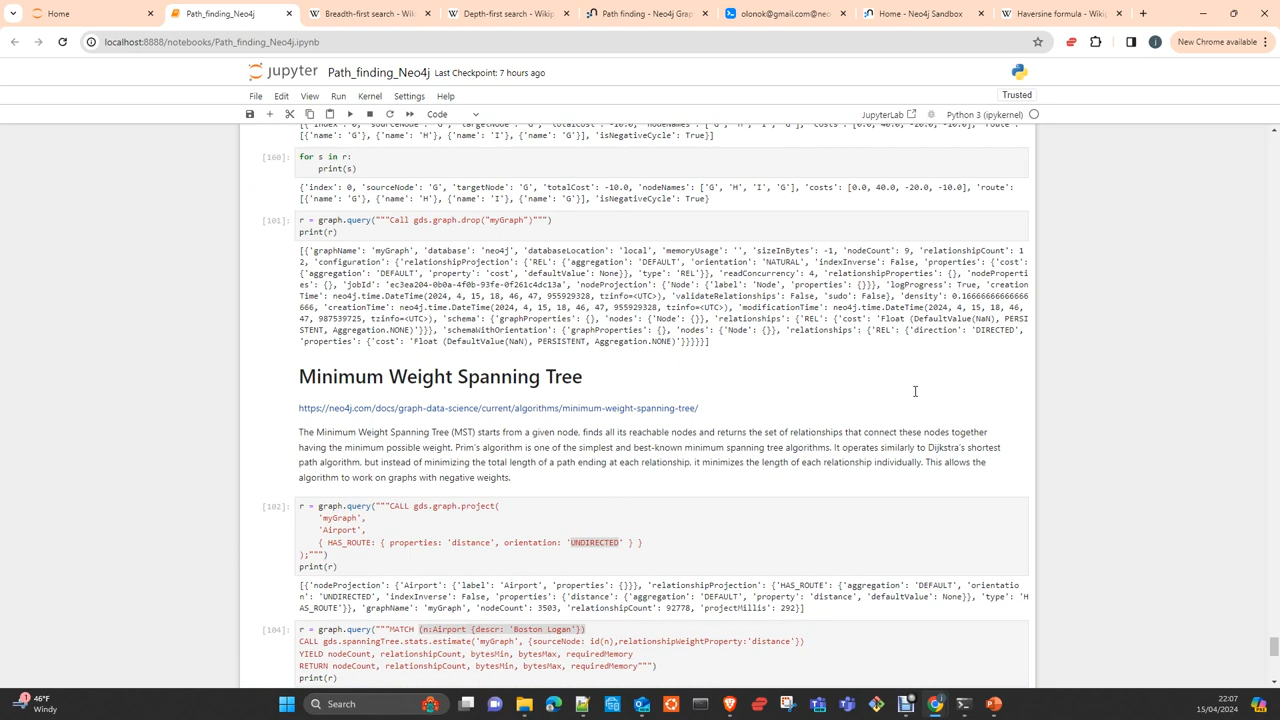 Home
Path_finding_Neo4j
Breadth-first search - Wikip
Depth-first search - Wikip
Path finding - Neo4j Grap
olonok@gmail.com@neo
Home - Neo4j Sandbox
Haversine formula - Wikip
localhost:8888/notebooks/Path_finding_Neo4j.ipynb
New Chrome available
jupyter Path_finding_Neo4j Last Checkpoint: 7 hours ago
File Edit View Run Kernel Settings Help
Trusted
Code
JupyterLab
Python 3 (ipykernel)
[{'name': 'G'}, {'name': 'H'}, {'name': 'I'}, {'name': 'G'}], 'isNegativeCycle': True}]
[160]:
for s in r:
print(s)
{'index': 0, 'sourceNode': 'G', 'targetNode': 'G', 'totalCost': -10.0, 'nodeNames': ['G', 'H', 'I', 'G'], 'costs': [0.0, 40.0, -20.0, -10.0], 'route':
[{'name': 'G'}, {'name': 'H'}, {'name': 'I'}, {'name': 'G'}], 'isNegativeCycle': True}
[101]:
r = graph.query("""Call gds.graph.drop("myGraph")""")
print(r)
[{'graphName': 'myGraph', 'database': 'neo4j', 'databaseLocation': 'local', 'memoryUsage': '', 'sizeInBytes': -1, 'nodeCount': 9, 'relationshipCount': 1
2, 'configuration': {'relationshipProjection': {'REL': {'aggregation': 'DEFAULT', 'orientation': 'NATURAL', 'indexInverse': False, 'properties': {'cost':
{'aggregation': 'DEFAULT', 'property': 'cost', 'defaultValue': None}}, 'type': 'REL'}}, 'readConcurrency': 4, 'relationshipProperties': {}, 'nodeProperti
es': {}, 'jobId': 'ec3ea204-0b0a-4f0b-93fe-0f261c4dc13a', 'nodeProjection': {'Node': {'label': 'Node', 'properties': {}}}, 'logProgress': True, 'creation
Time': neo4j.time.DateTime(2024, 4, 15, 18, 46, 47, 955929328, tzinfo=<UTC>), 'validateRelationships': False, 'sudo': False}, 'density': 0.16666666666666
666, 'creationTime': neo4j.time.DateTime(2024, 4, 15, 18, 46, 47, 955929328, tzinfo=<UTC>), 'modificationTime': neo4j.time.DateTime(2024, 4, 15, 18, 46,
47, 987539725, tzinfo=<UTC>), 'schema': {'graphProperties': {}, 'nodes': {'Node': {}}, 'relationships': {'REL': {'cost': 'Float (DefaultValue(NaN), PERSI
STENT, Aggregation.NONE)'}}}, 'schemaWithOrientation': {'graphProperties': {}, 'nodes': {'Node': {}}, 'relationships': {'REL': {'direction': 'DIRECTED',
'properties': {'cost': 'Float (DefaultValue(NaN), PERSISTENT, Aggregation.NONE)'}}}}}]
Minimum Weight Spanning Tree
https://neo4j.com/docs/graph-data-science/current/algorithms/minimum-weight-spanning-tree/
The Minimum Weight Spanning Tree (MST) starts from a given node, finds all its reachable nodes and returns the set of relationships that connect these nodes together
having the minimum possible weight. Prim's algorithm is one of the simplest and best-known minimum spanning tree algorithms. It operates similarly to Dijkstra's shortest
path algorithm, but instead of minimizing the total length of a path ending at each relationship, it minimizes the length of each relationship individually. This allows the
algorithm to work on graphs with negative weights.
[102]:
r = graph.query("""CALL gds.graph.project(
'myGraph',
'Airport',
{ HAS_ROUTE: { properties: 'distance', orientation: 'UNDIRECTED' } }
);""")
print(r)
[{'nodeProjection': {'Airport': {'label': 'Airport', 'properties': {}}}, 'relationshipProjection': {'HAS_ROUTE': {'aggregation': 'DEFAULT', 'orientatio
n': 'UNDIRECTED', 'indexInverse': False, 'properties': {'distance': {'aggregation': 'DEFAULT', 'property': 'distance', 'defaultValue': None}}, 'type': 'H
AS_ROUTE'}}, 'graphName': 'myGraph', 'nodeCount': 3503, 'relationshipCount': 92778, 'projectMillis': 292}]
[104]:
r = graph.query("""MATCH (n:Airport {descr: 'Boston Logan'})
CALL gds.spanningTree.stats.estimate('myGraph', {sourceNode: id(n),relationshipWeightProperty:'distance'})
YIELD nodeCount, relationshipCount, bytesMin, bytesMax, requiredMemory
RETURN nodeCount, relationshipCount, bytesMin, bytesMax, requiredMemory""")
print(r)
46°F
Windy
Search
22:07
15/04/2024